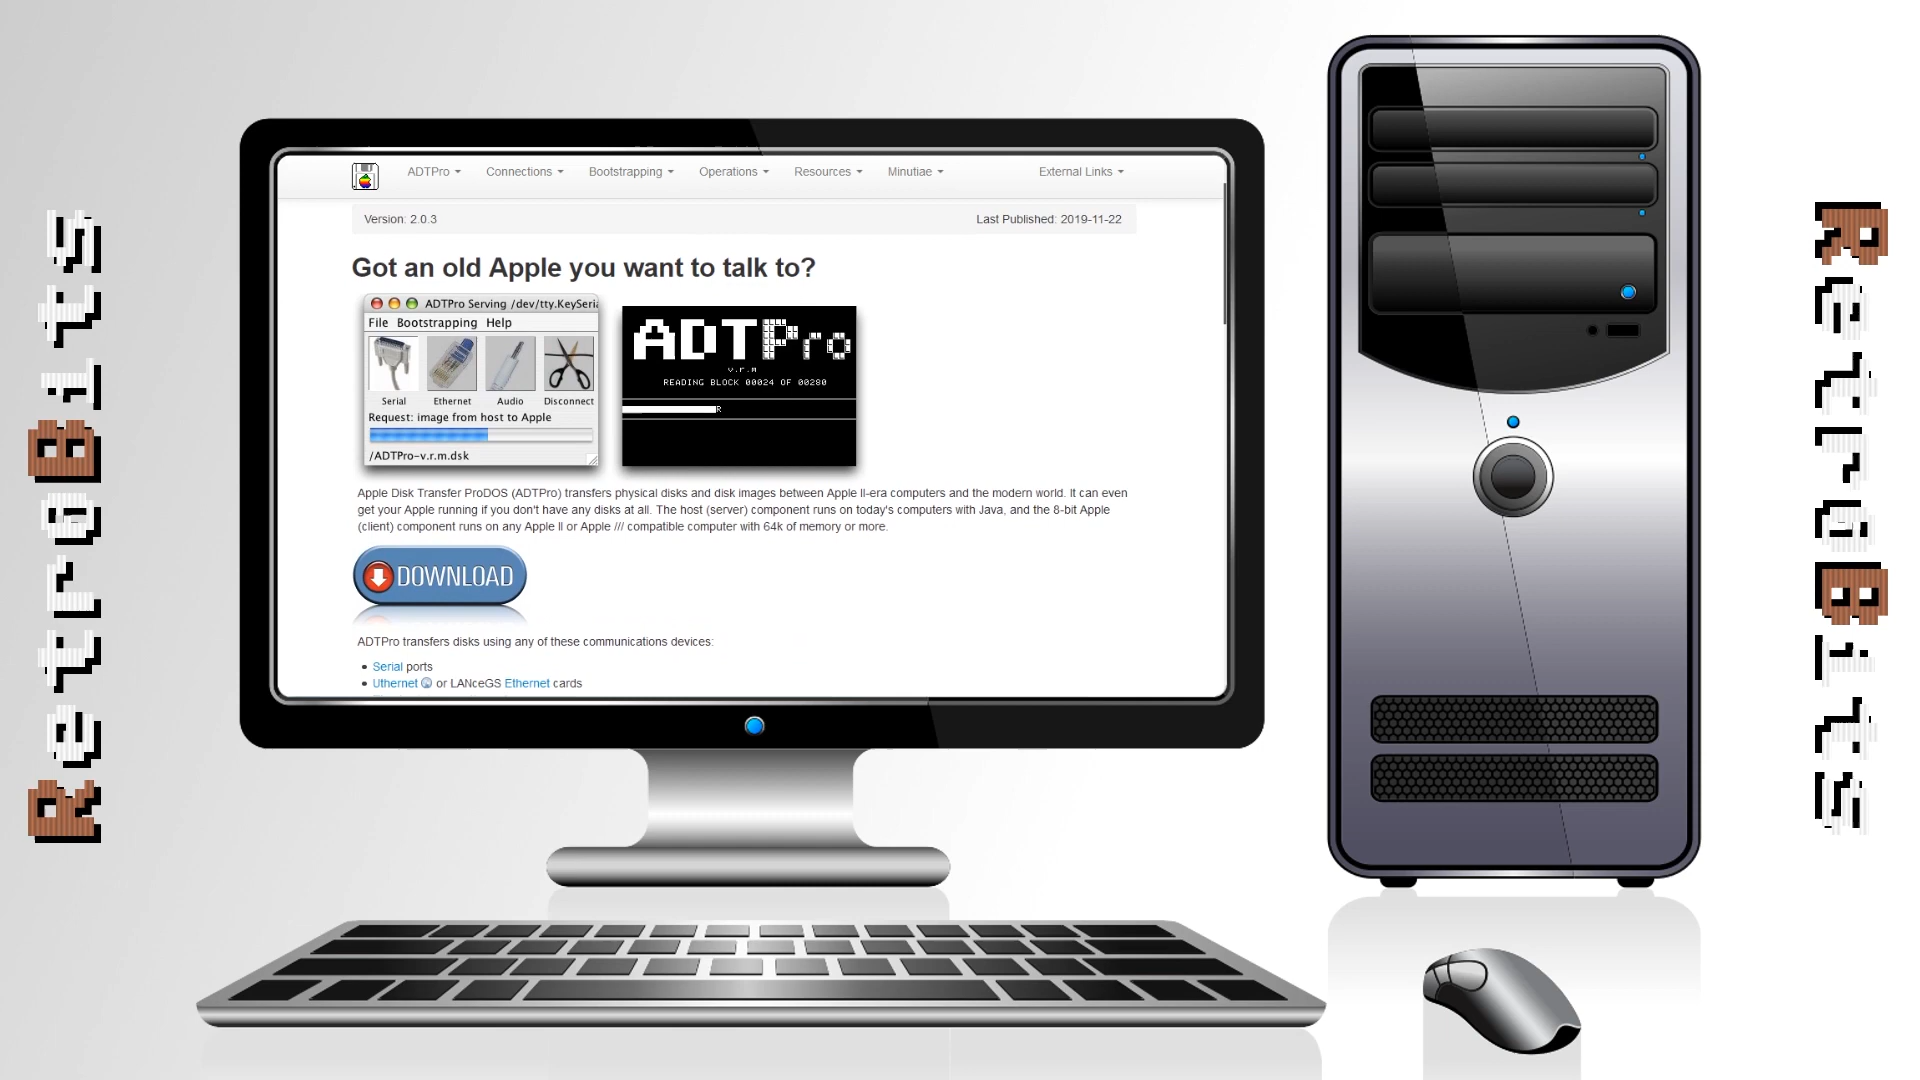 RetroBits
ADTPro Connections Bootstrapping Operations Resources Minutiae External Links
Version: 2.0.3 Last Published: 2019-11-22
Got an old Apple you want to talk to?
ADTPro Serving /dev/tty.KeySeria
File Bootstrapping Help
Serial Ethernet Audio Disconnect
Request: image from host to Apple
/ADTPro-v.r.m.dsk
ADTPro
v.r.m
READING BLOCK 00024 OF 00280
R
Apple Disk Transfer ProDOS (ADTPro) transfers physical disks and disk images between Apple II-era computers and the modern world. It can even
get your Apple running if you don't have any disks at all. The host (server) component runs on today's computers with Java, and the 8-bit Apple
(client) component runs on any Apple II or Apple /// compatible computer with 64k of memory or more.
DOWNLOAD
ADTPro transfers disks using any of these communications devices:
• Serial ports
• Uthernet or LANceGS Ethernet cards
RetroBits